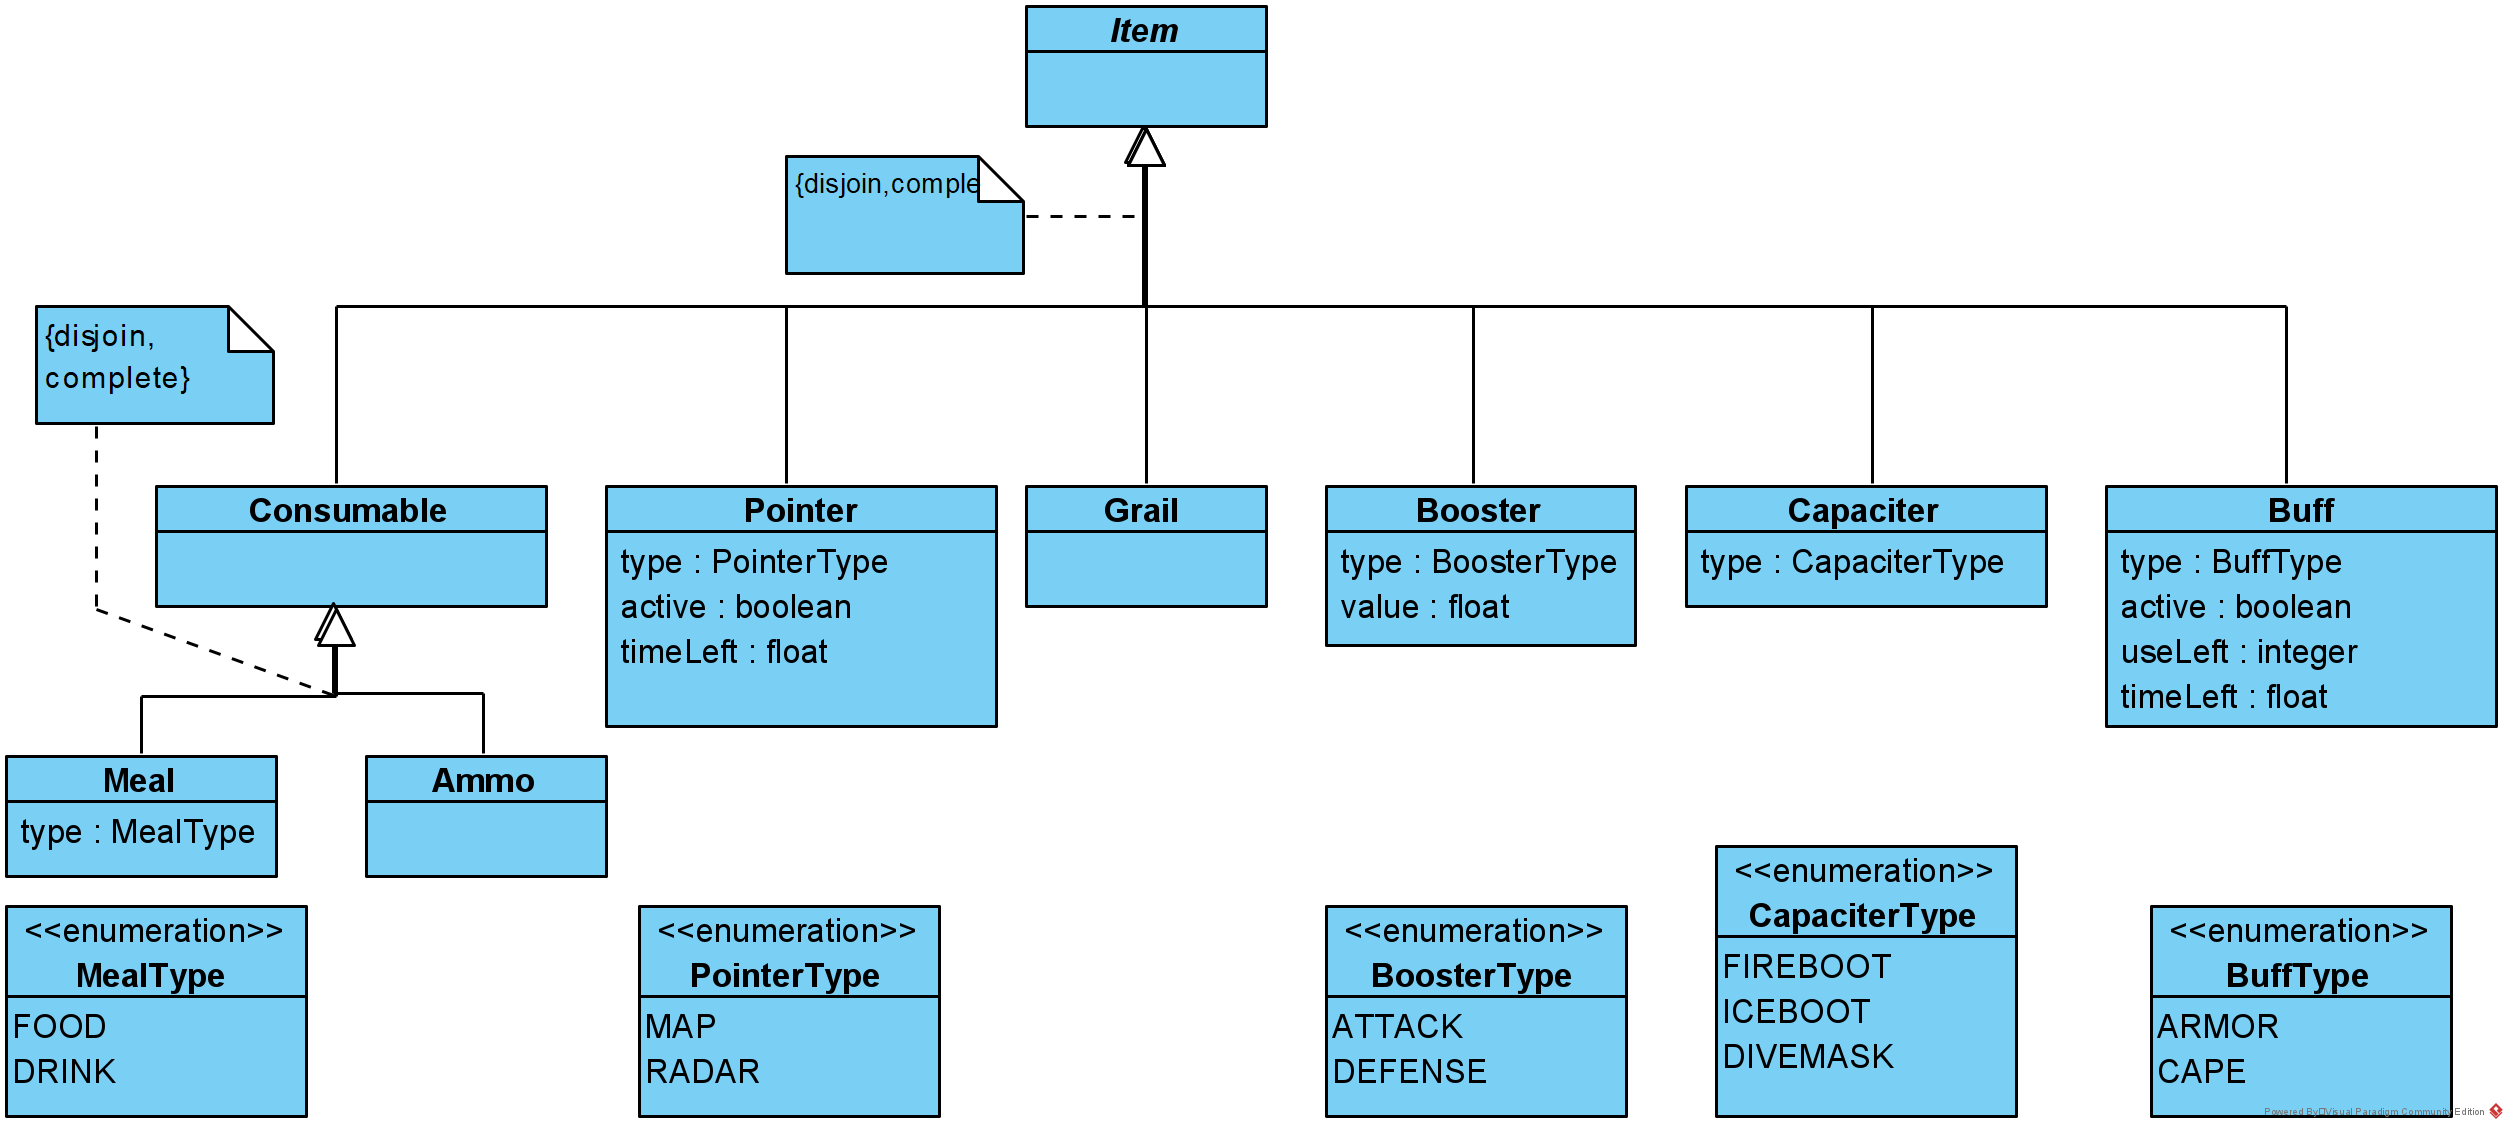 Item
{disjoin,comple
{disjoin,
complete}
Consumable
Pointer
type : PointerType
active : boolean
timeLeft : float
Grail
Booster
type : BoosterType
value : float
Capaciter
type : CapaciterType
Buff
type : BuffType
active : boolean
useLeft : integer
timeLeft : float
Meal
type : MealType
Ammo
<<enumeration>>
MealType
FOOD
DRINK
<<enumeration>>
PointerType
MAP
RADAR
<<enumeration>>
BoosterType
ATTACK
DEFENSE
<<enumeration>>
CapaciterType
FIREBOOT
ICEBOOT
DIVEMASK
<<enumeration>>
BuffType
ARMOR
CAPE
Powered By□Visual Paradigm Community Edition